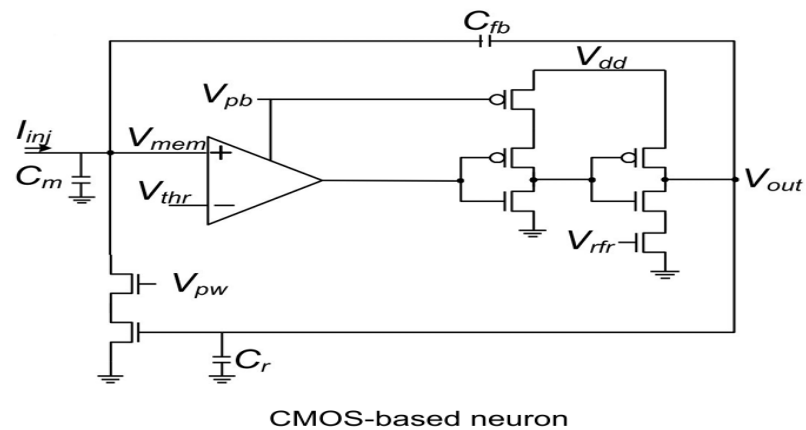 C_fb
V_dd
V_pb
I_inj
V_mem
+
C_m
V_thr
−
V_out
V_rfr
V_pw
C_r
CMOS-based neuron